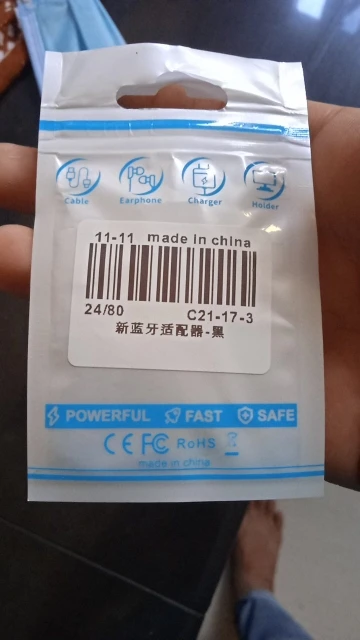 Cable Earphone Charger Holder
11-11 made in china
24/80 C21-17-3
新蓝牙适配器-黑
POWERFUL FAST SAFE
CE FC RoHS
made in china